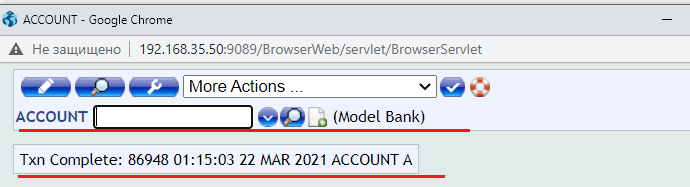 ACCOUNT - Google Chrome
Не защищено 192.168.35.50:9089/BrowserWeb/servlet/BrowserServlet
More Actions ...
ACCOUNT (Model Bank)
Txn Complete: 86948 01:15:03 22 MAR 2021 ACCOUNT A